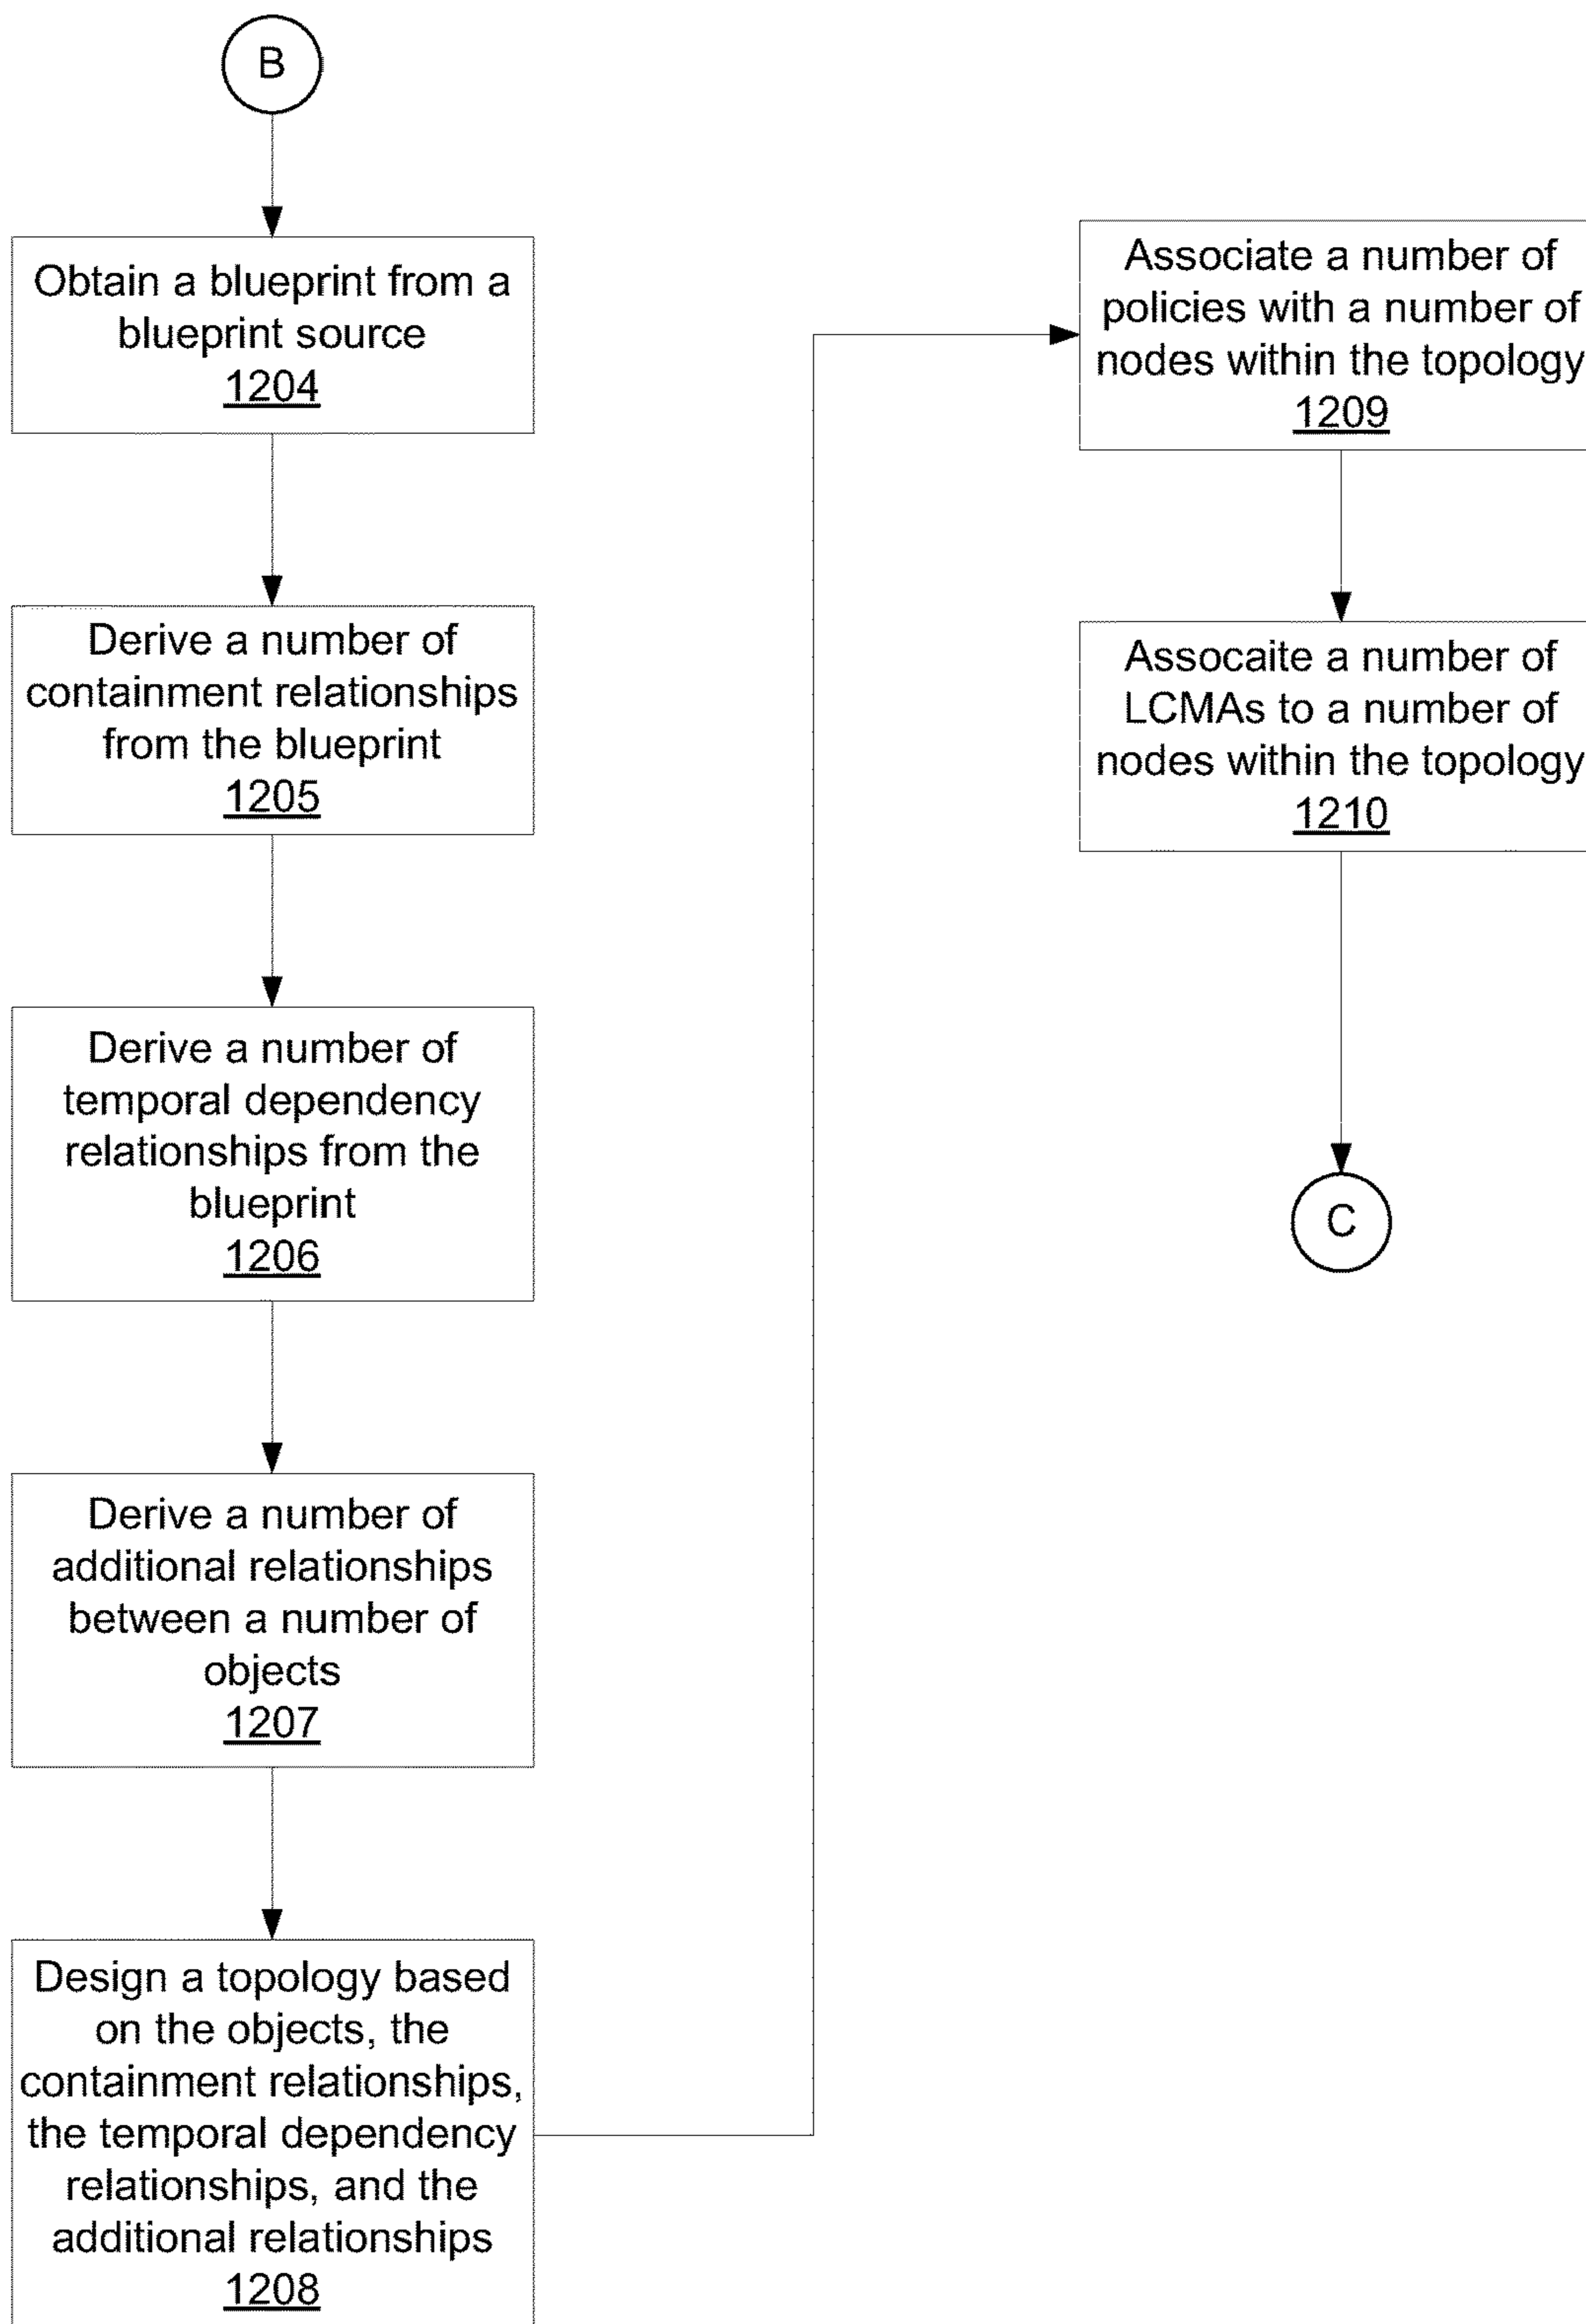 B
Obtain a blueprint from a
blueprint source
1204
Derive a number of
containment relationships
from the blueprint
1205
Derive a number of
temporal dependency
relationships from the
blueprint
1206
Derive a number of
additional relationships
between a number of
objects
1207
Design a topology based
on the objects, the
containment relationships,
the temporal dependency
relationships, and the
additional relationships
1208
Associate a number of
policies with a number of
nodes within the topology
1209
Assocaite a number of
LCMAs to a number of
nodes within the topology
1210
C